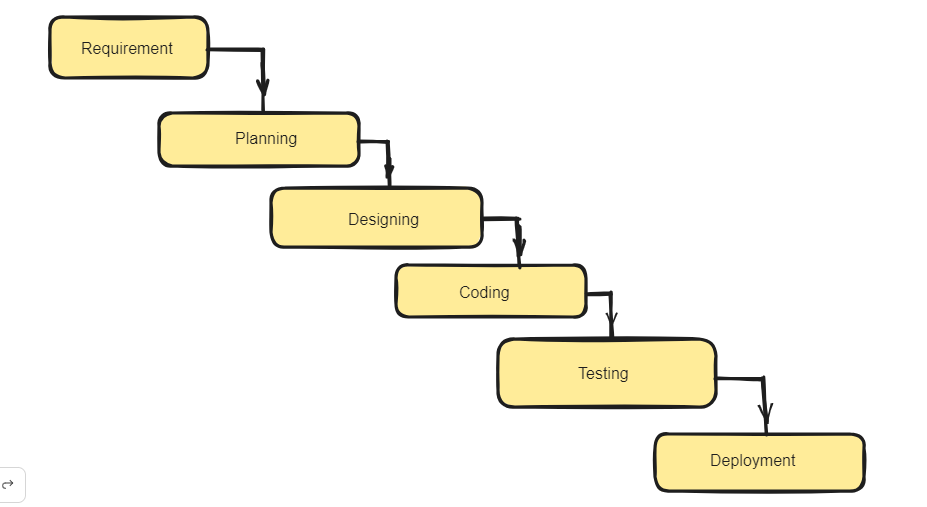 Requirement
Planning
Designing
Coding
Testing
Deployment